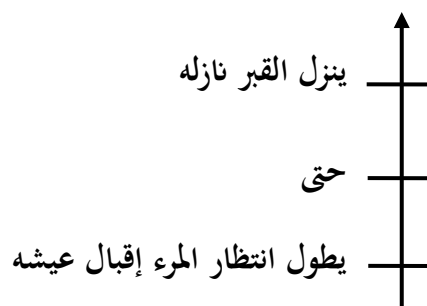 ينزل القبر نازله
حتى
يطول انتظار المرء إقبال عيشه